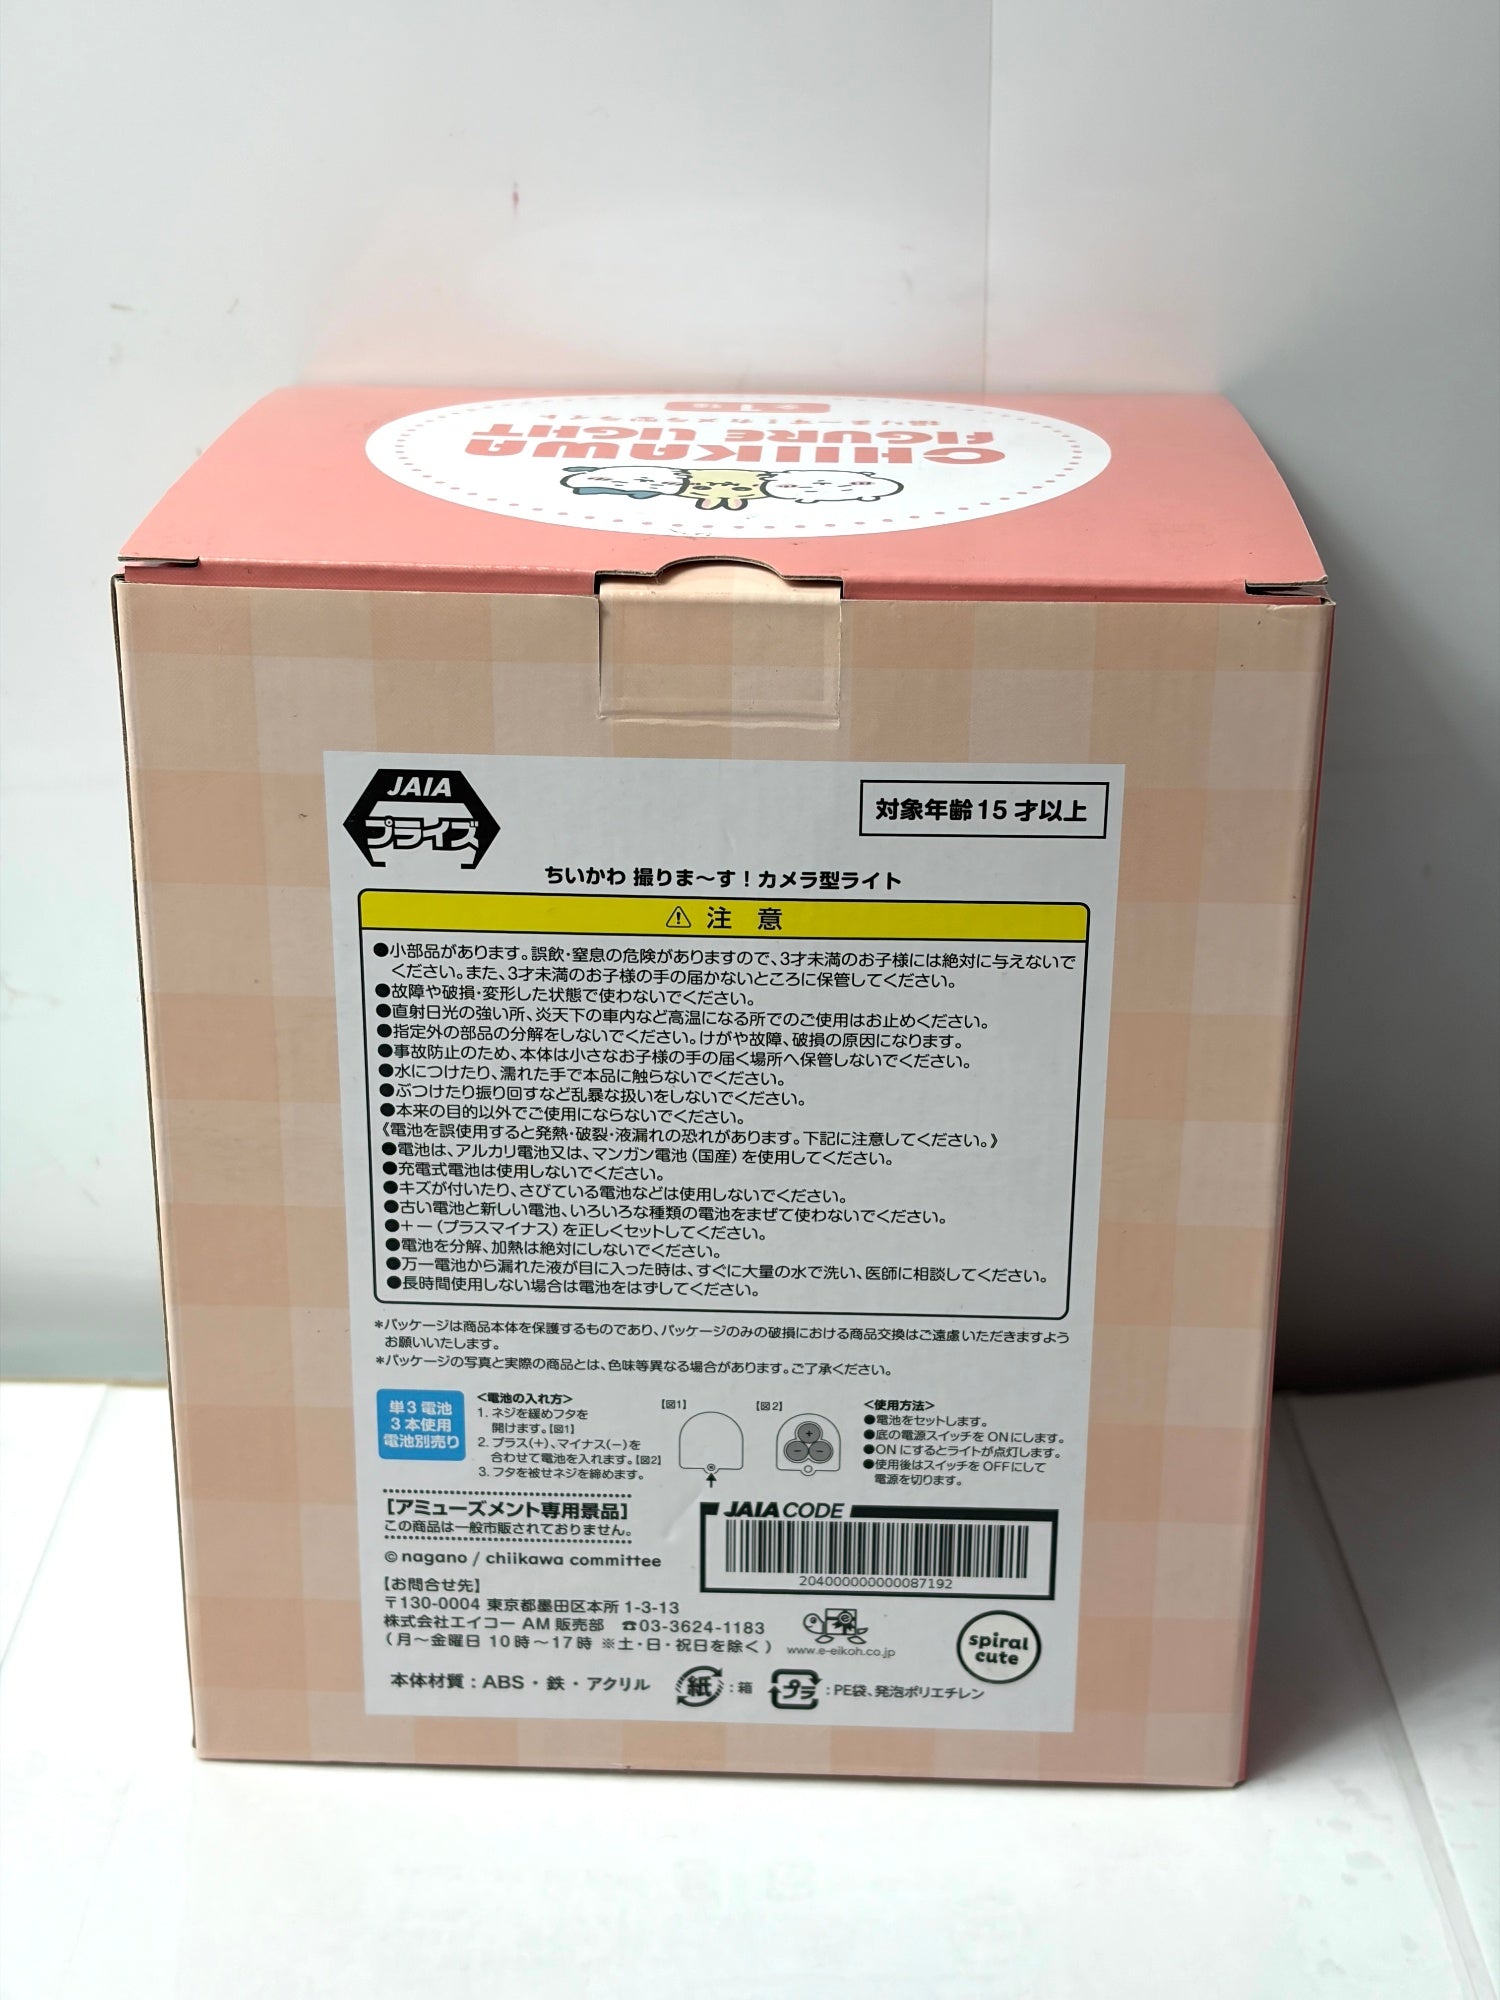 全1種
撮りま～す！カメラ型ライト
FIGURE LIGHT
CHIIKAWA
JAIA
プライズ
対象年齢15才以上
ちいかわ 撮りま～す！カメラ型ライト
⚠ 注 意
●小部品があります。誤飲・窒息の危険がありますので、3才未満のお子様には絶対に与えないで
ください。また、3才未満のお子様の手の届かないところに保管してください。
●故障や破損・変形した状態で使わないでください。
●直射日光の強い所、炎天下の車内など高温になる所でのご使用はお止めください。
●指定外の部品の分解をしないでください。けがや故障、破損の原因になります。
●事故防止のため、本体は小さなお子様の手の届く場所へ保管しないでください。
●水につけたり、濡れた手で本品に触らないでください。
●ぶつけたり振り回すなど乱暴な扱いをしないでください。
●本来の目的以外でご使用にならないでください。
《電池を誤使用すると発熱・破裂・液漏れの恐れがあります。下記に注意してください。》
●電池は、アルカリ電池又は、マンガン電池（国産）を使用してください。
●充電式電池は使用しないでください。
●キズが付いたり、さびている電池などは使用しないでください。
●古い電池と新しい電池、いろいろな種類の電池をまぜて使わないでください。
●＋－（プラスマイナス）を正しくセットしてください。
●電池を分解、加熱は絶対にしないでください。
●万一電池から漏れた液が目に入った時は、すぐに大量の水で洗い、医師に相談してください。
●長時間使用しない場合は電池をはずしてください。
*パッケージは商品本体を保護するものであり、パッケージのみの破損における商品交換はご遠慮いただきますよう
お願いいたします。
*パッケージの写真と実際の商品とは、色味等異なる場合があります。ご了承ください。
単3電池
3本使用
電池別売り
<電池の入れ方>
1. ネジを緩めフタを
開けます。【図1】
2. プラス(＋)、マイナス(－)を
合わせて電池を入れます。【図2】
3. フタを被せネジを締めます。
【図1】
【図2】
<使用方法>
●電池をセットします。
●底の電源スイッチをONにします。
●ONにするとライトが点灯します。
●使用後はスイッチをOFFにして
電源を切ります。
【アミューズメント専用景品】
この商品は一般市販されておりません。
©nagano / chiikawa committee
JAIA CODE
204000000000087192
【お問合せ先】
〒130-0004 東京都墨田区本所1-3-13
株式会社エイコー AM販売部 ☎03-3624-1183
（月～金曜日 10時～17時 ※土・日・祝日を除く）
www.e-eikoh.co.jp
spiral
cute
本体材質：ABS・鉄・アクリル
紙：箱
プラ：PE袋、発泡ポリエチレン